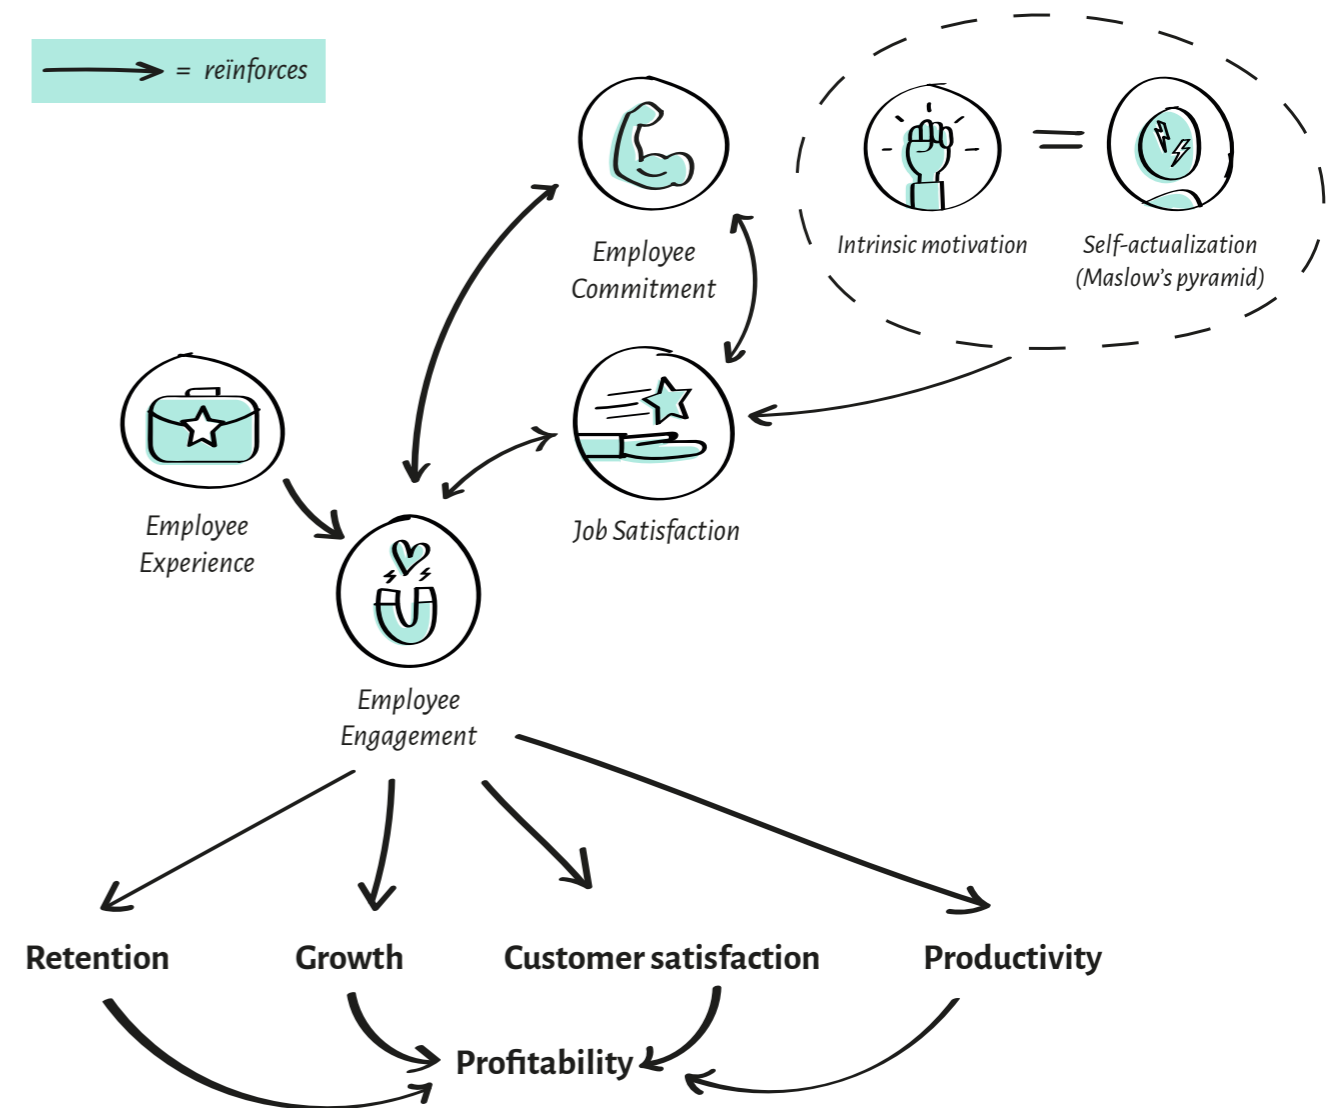 = reïnforces
Employee
Commitment
Intrinsic motivation
=
Self-actualization
(Maslow's pyramid)
Employee
Experience
Job Satisfaction
Employee
Engagement
Retention
Growth
Customer satisfaction
Productivity
Profitability